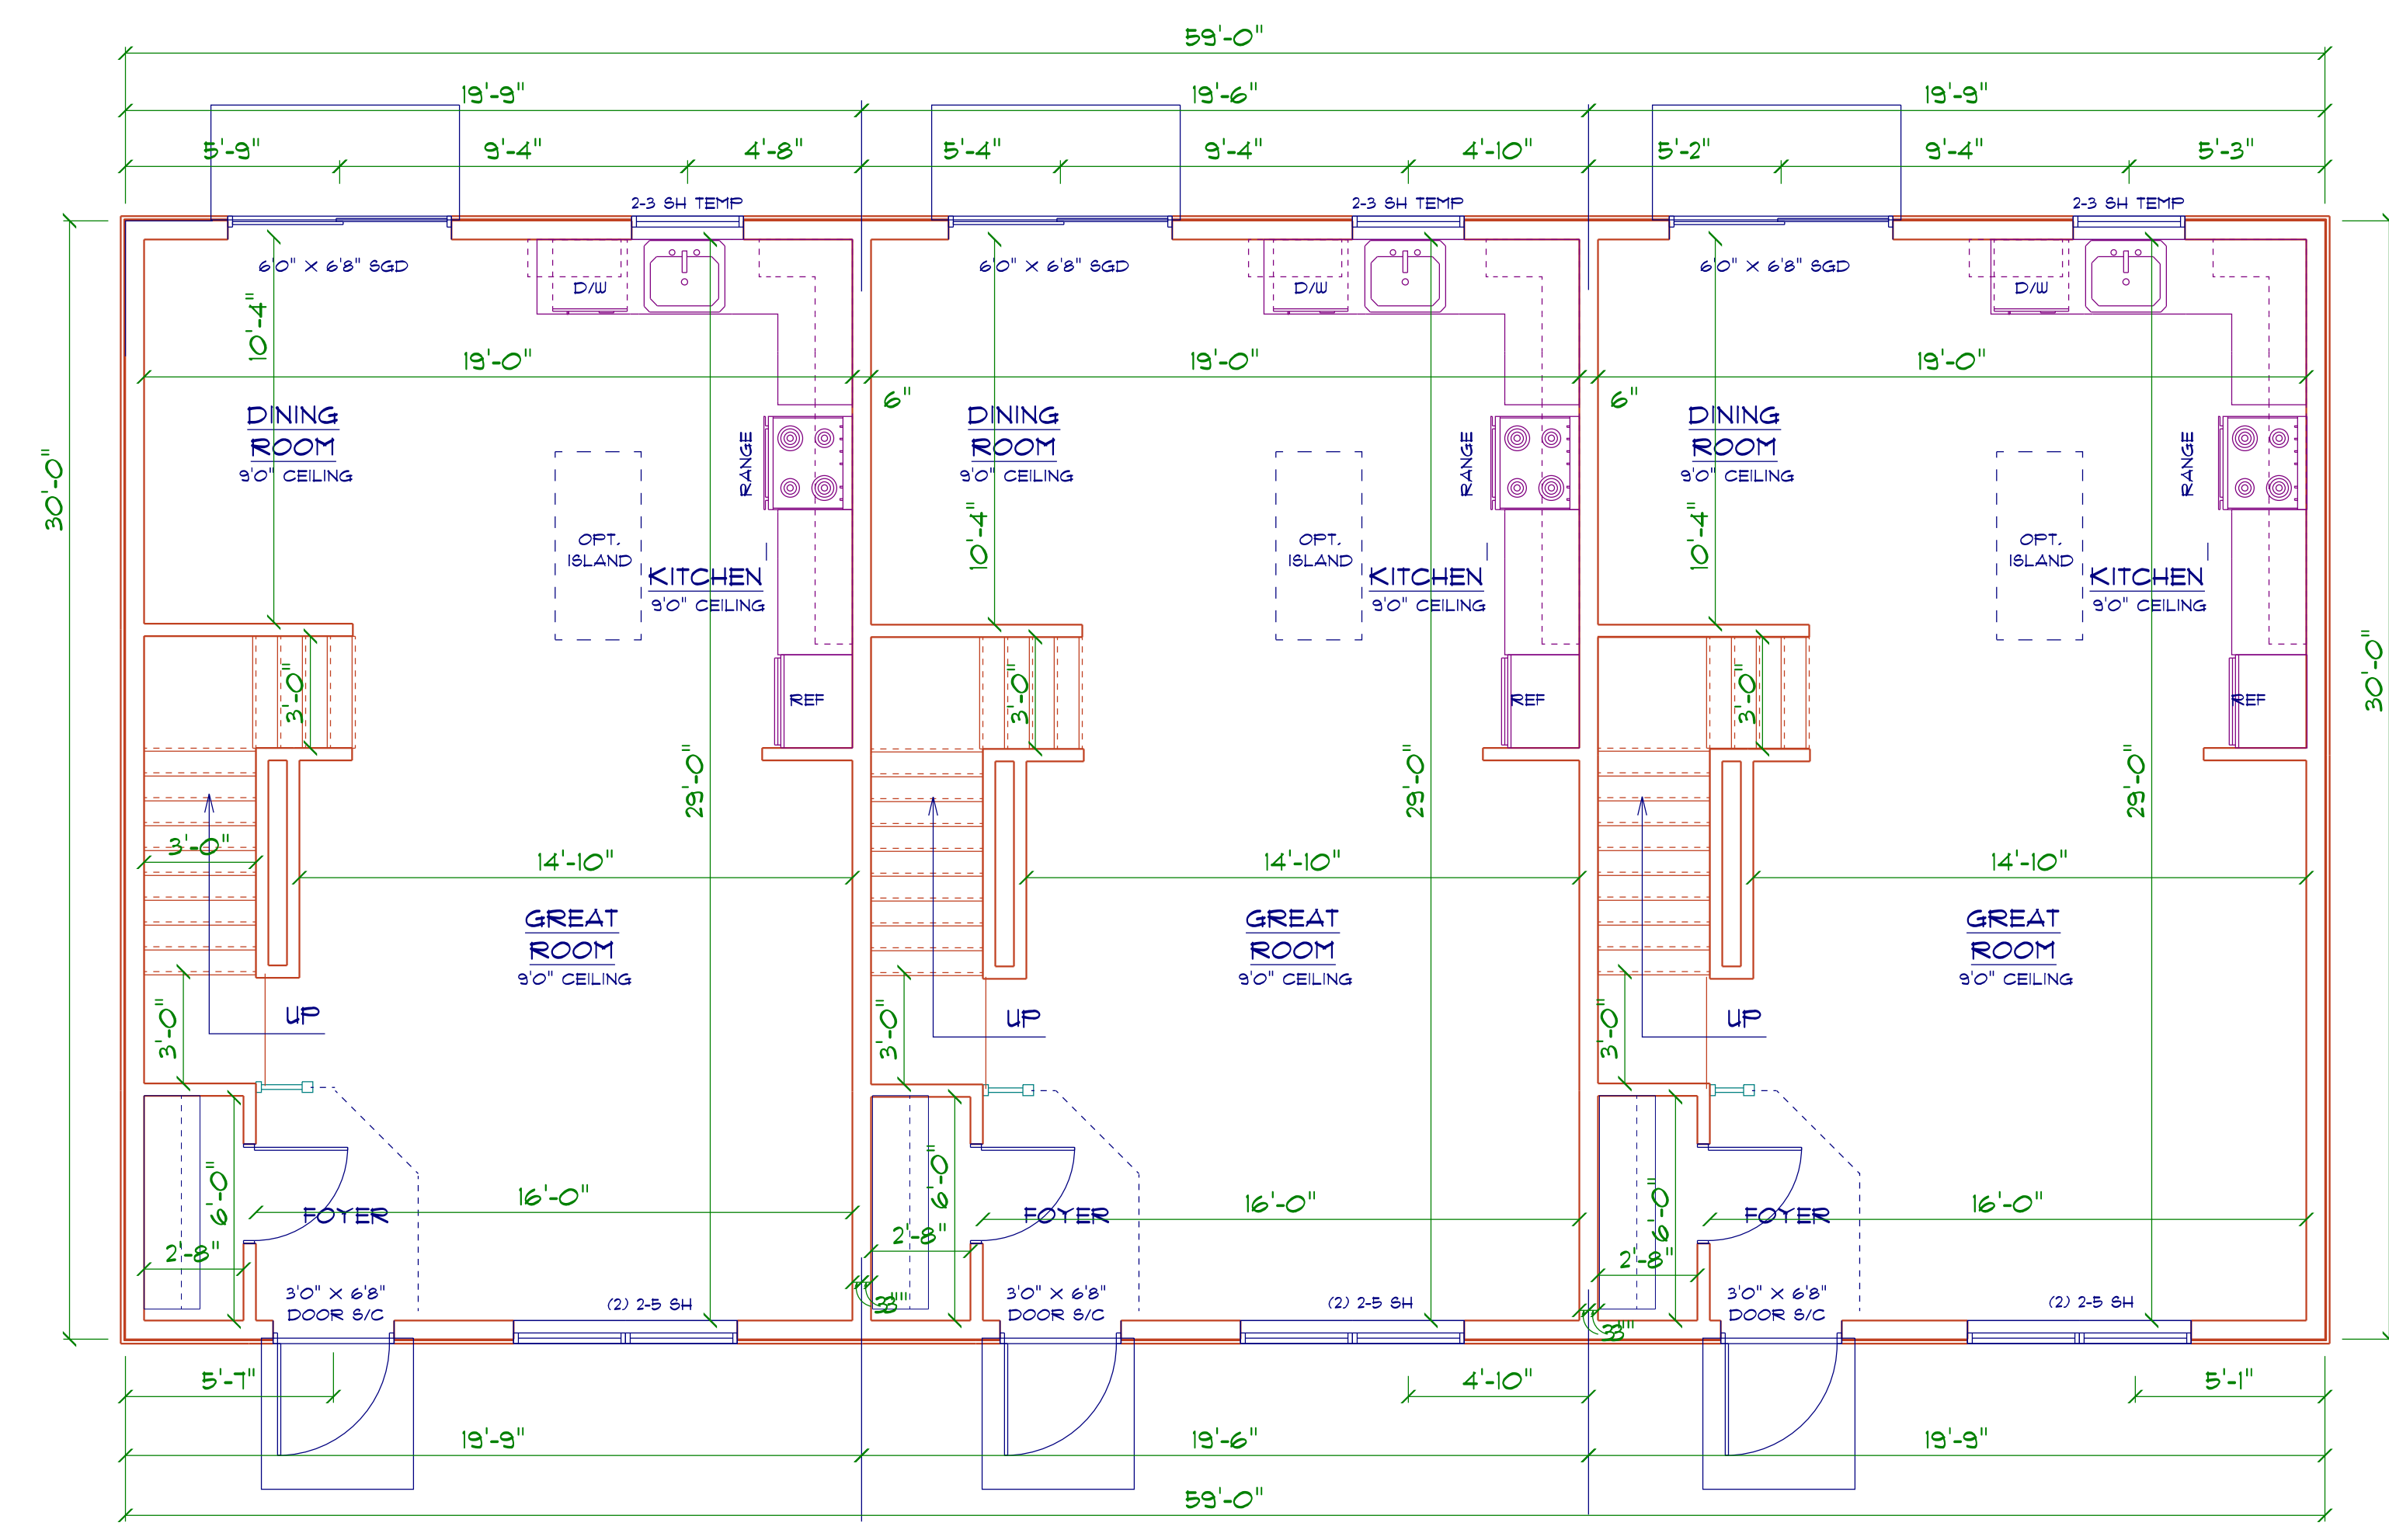 59'-0"
19'-9" 19'-6" 19'-9"
5'-9" 9'-4" 4'-8" 5'-4" 9'-4" 4'-10" 5'-2" 9'-4" 5'-3"
2-3 SH TEMP 2-3 SH TEMP 2-3 SH TEMP
6'0" X 6'8" SGD 6'0" X 6'8" SGD 6'0" X 6'8" SGD
D/W D/W D/W
10'-4"
19'-0" 19'-0" 19'-0"
6" 6"
DINING DINING DINING
ROOM ROOM ROOM
9'0" CEILING 9'0" CEILING 9'0" CEILING
RANGE RANGE RANGE
30'-0"
10'-4" 10'-4"
OPT. OPT. OPT.
ISLAND ISLAND ISLAND
KITCHEN KITCHEN KITCHEN
9'0" CEILING 9'0" CEILING 9'0" CEILING
30'-0"
3'-0" 3'-0" 3'-0"
REF REF REF
29'-0" 29'-0" 29'-0"
3'-0"
14'-10" 14'-10" 14'-10"
GREAT GREAT GREAT
ROOM ROOM ROOM
9'0" CEILING 9'0" CEILING 9'0" CEILING
UP UP UP
3'-0" 3'-0" 3'-0"
6'-0" 6'-0" 6'-0"
16'-0" 16'-0" 16'-0"
FOYER FOYER FOYER
2'-8" 2'-8" 2'-8"
3'0" X 6'8" 3'0" X 6'8" 3'0" X 6'8"
DOOR S/C DOOR S/C DOOR S/C
(2) 2-5 SH (2) 2-5 SH (2) 2-5 SH
5'-7" 4'-10" 5'-1"
19'-9" 19'-6" 19'-9"
59'-0"